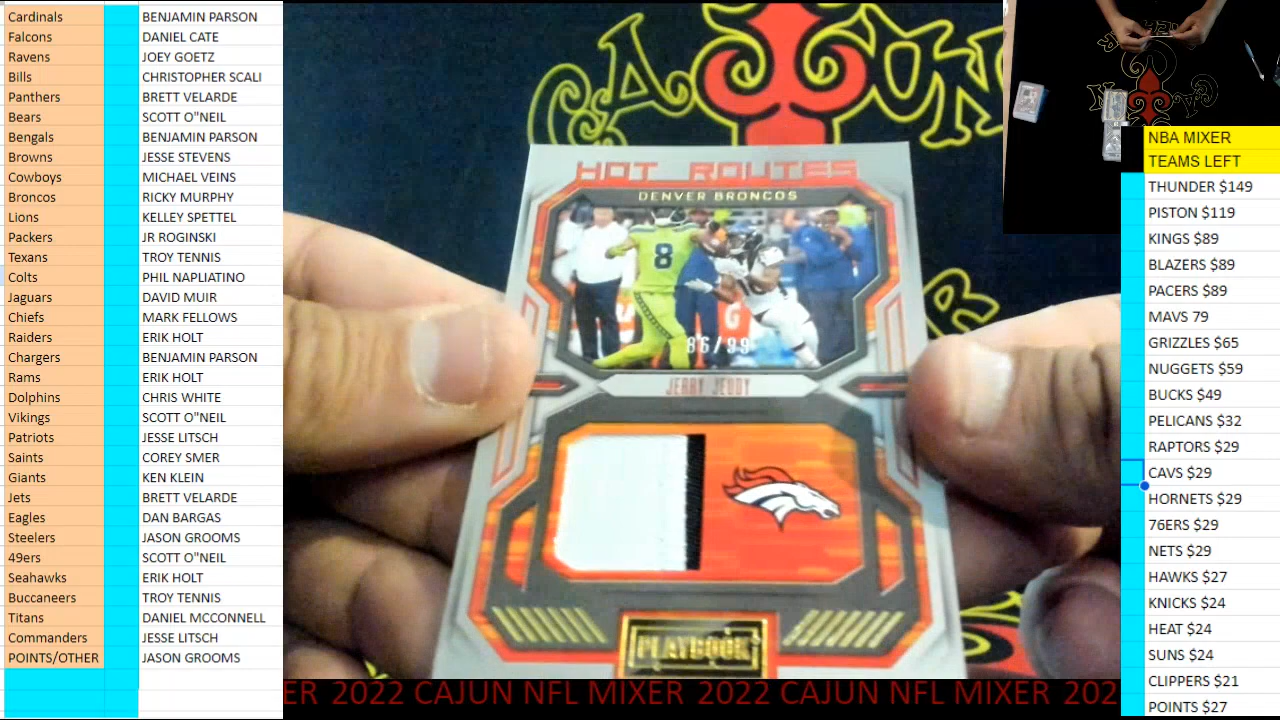 Cardinals BENJAMIN PARSON
Falcons DANIEL CATE
Ravens JOEY GOETZ
Bills CHRISTOPHER SCALI
Panthers BRETT VELARDE
Bears SCOTT O"NEIL
Bengals BENJAMIN PARSON
Browns JESSE STEVENS
Cowboys MICHAEL VEINS
Broncos RICKY MURPHY
Lions KELLEY SPETTEL
Packers JR ROGINSKI
Texans TROY TENNIS
Colts PHIL NAPLIATINO
Jaguars DAVID MUIR
Chiefs MARK FELLOWS
Raiders ERIK HOLT
Chargers BENJAMIN PARSON
Rams ERIK HOLT
Dolphins CHRIS WHITE
Vikings SCOTT O"NEIL
Patriots JESSE LITSCH
Saints COREY SMER
Giants KEN KLEIN
Jets BRETT VELARDE
Eagles DAN BARGAS
Steelers JASON GROOMS
49ers SCOTT O"NEIL
Seahawks ERIK HOLT
Buccaneers TROY TENNIS
Titans DANIEL MCCONNELL
Commanders JESSE LITSCH
POINTS/OTHER JASON GROOMS
CAJUN
HOT ROUTES
DENVER BRONCOS
8
86/99
JERRY JEUDY
PLAYBOOK
ER 2022 CAJUN NFL MIXER 2022 CAJUN NFL MIXER 202
NBA MIXER
TEAMS LEFT
THUNDER $149
PISTON $119
KINGS $89
BLAZERS $89
PACERS $89
MAVS 79
GRIZZLES $65
NUGGETS $59
BUCKS $49
PELICANS $32
RAPTORS $29
CAVS $29
HORNETS $29
76ERS $29
NETS $29
HAWKS $27
KNICKS $24
HEAT $24
SUNS $24
CLIPPERS $21
POINTS $27